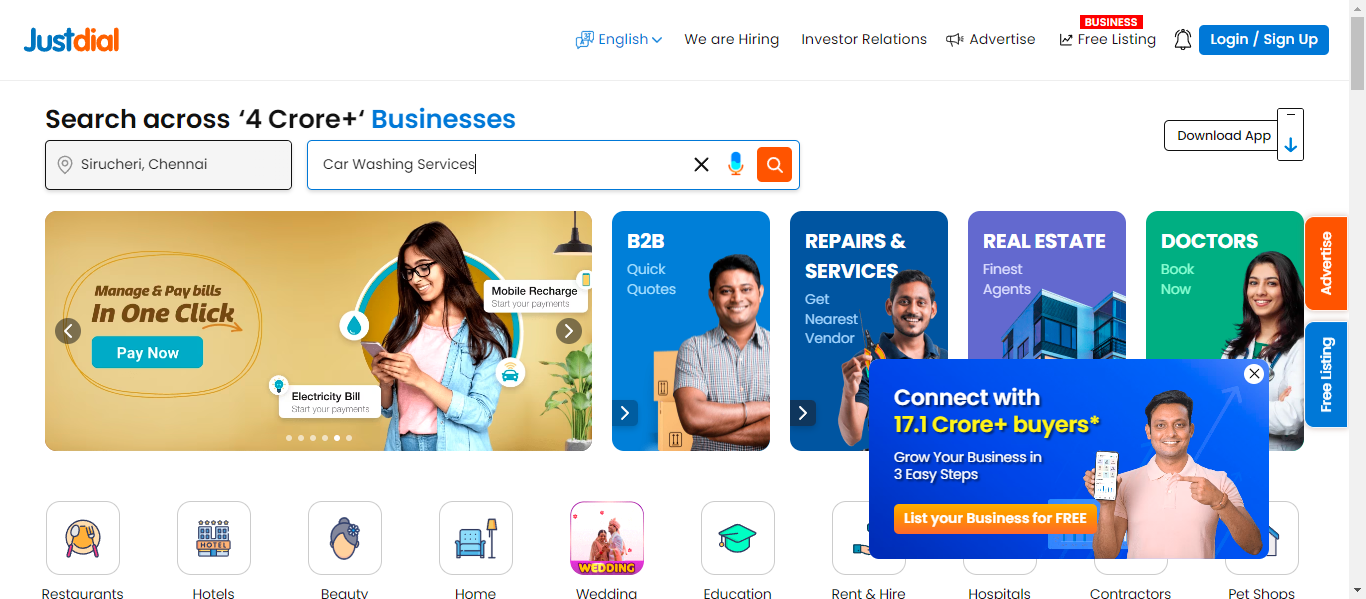 Justdial
English
We are Hiring
Investor Relations
Advertise
BUSINESS
Free Listing
Login / Sign Up
Search across ‘4 Crore+‘ Businesses
Download App
Sirucheri, Chennai
Car Washing Services
Manage & Pay bills
In One Click
Pay Now
Mobile Recharge
Start your payments
Electricity Bill
Start your payments
B2B
Quick
Quotes
REPAIRS &
SERVICES
Get
Nearest
Vendor
REAL ESTATE
Finest
Agents
DOCTORS
Book
Now
Advertise
Free Listing
Connect with
17.1 Crore+ buyers*
Grow Your Business in
3 Easy Steps
List your Business for FREE
HOTEL
WEDDING
Restaurants
Hotels
Beauty
Home
Wedding
Education
Rent & Hire
Hospitals
Contractors
Pet Shops